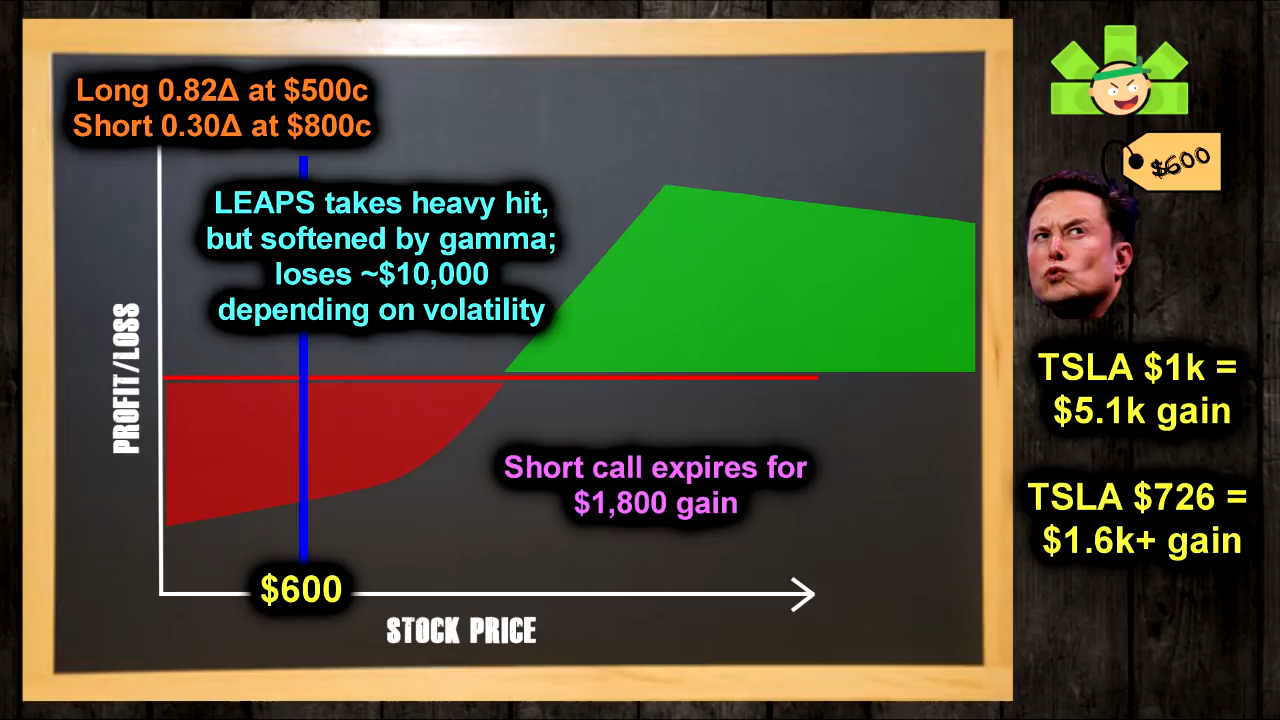 Long 0.82Δ at $500c
Short 0.30Δ at $800c
LEAPS takes heavy hit,
but softened by gamma;
loses ~$10,000
depending on volatility
PROFIT/LOSS
Short call expires for
$1,800 gain
$600
STOCK PRICE
$600
TSLA $1k =
$5.1k gain
TSLA $726 =
$1.6k+ gain